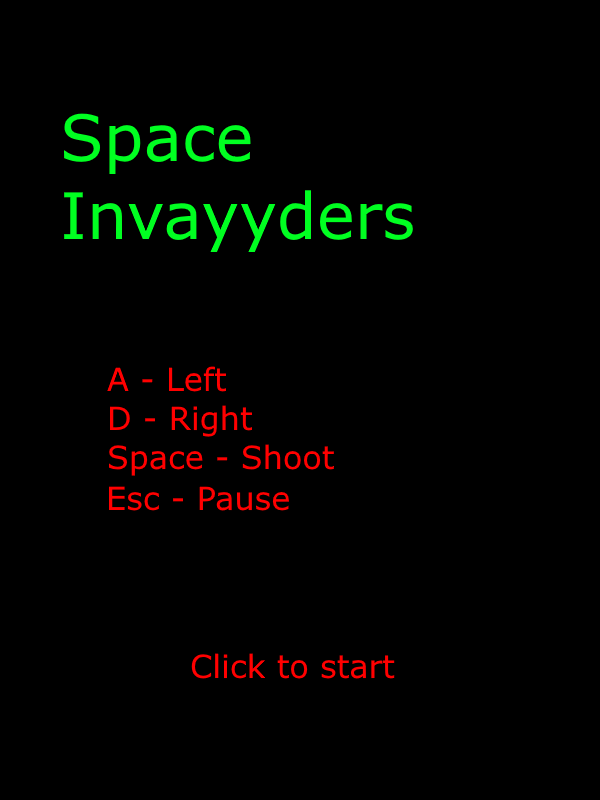 Space
Invayyders
A - Left
D - Right
Space - Shoot
Esc - Pause
Click to start